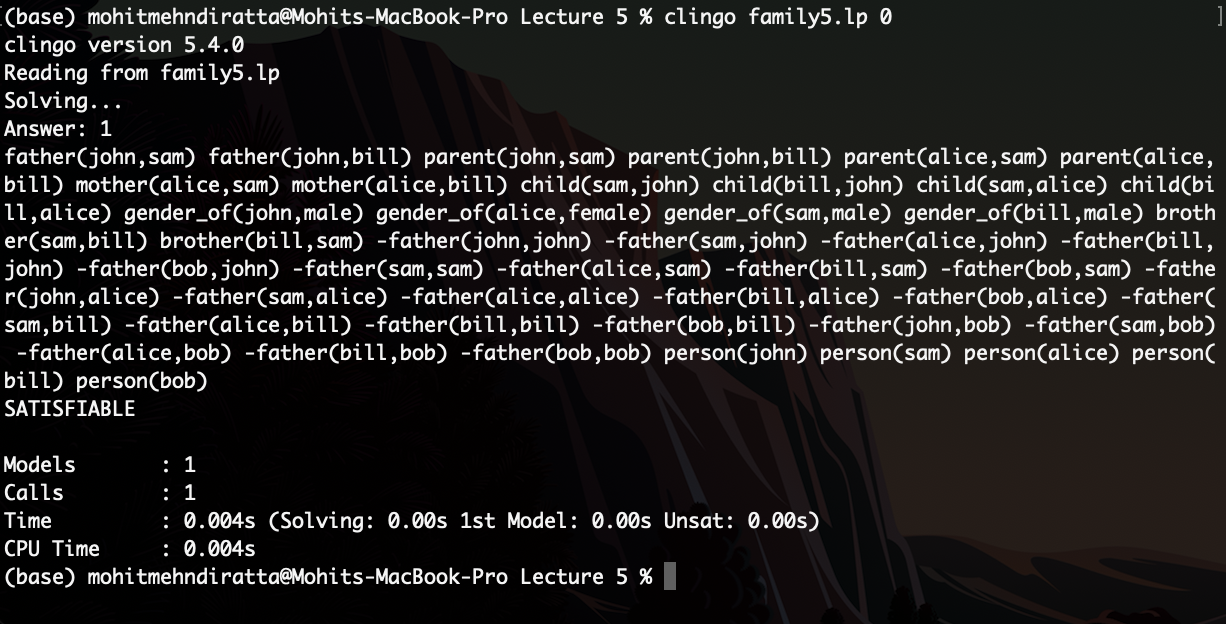 (base) mohitmehndiratta@Mohits-MacBook-Pro Lecture 5 % clingo family5.lp 0
clingo version 5.4.0
Reading from family5.lp
Solving...
Answer: 1
father(john,sam) father(john,bill) parent(john,sam) parent(john,bill) parent(alice,sam) parent(alice,
bill) mother(alice,sam) mother(alice,bill) child(sam,john) child(bill,john) child(sam,alice) child(bi
ll,alice) gender_of(john,male) gender_of(alice,female) gender_of(sam,male) gender_of(bill,male) broth
er(sam,bill) brother(bill,sam) -father(john,john) -father(sam,john) -father(alice,john) -father(bill,
john) -father(bob,john) -father(sam,sam) -father(alice,sam) -father(bill,sam) -father(bob,sam) -fathe
r(john,alice) -father(sam,alice) -father(alice,alice) -father(bill,alice) -father(bob,alice) -father(
sam,bill) -father(alice,bill) -father(bill,bill) -father(bob,bill) -father(john,bob) -father(sam,bob)
 -father(alice,bob) -father(bill,bob) -father(bob,bob) person(john) person(sam) person(alice) person(
bill) person(bob)
SATISFIABLE

Models       : 1
Calls        : 1
Time         : 0.004s (Solving: 0.00s 1st Model: 0.00s Unsat: 0.00s)
CPU Time     : 0.004s
(base) mohitmehndiratta@Mohits-MacBook-Pro Lecture 5 %